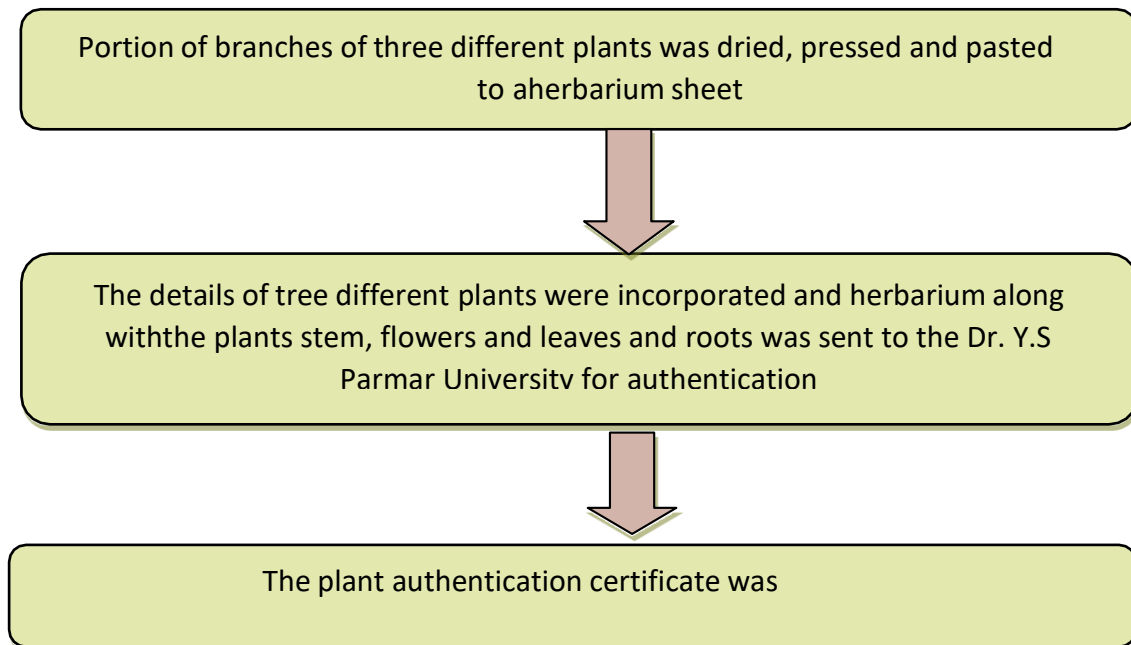 Portion of branches of three different plants was dried, pressed and pasted
to aherbarium sheet
The details of tree different plants were incorporated and herbarium along
withthe plants stem, flowers and leaves and roots was sent to the Dr. Y.S
Parmar University for authentication
The plant authentication certificate was